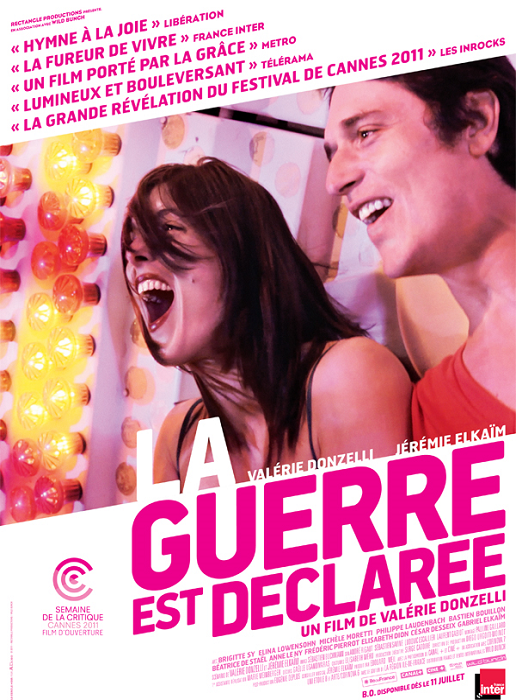 RECTANGLE PRODUCTIONS PRÉSENTE
EN ASSOCIATION AVEC WILD BUNCH
« HYMNE À LA JOIE » LIBÉRATION
« LA FUREUR DE VIVRE » FRANCE INTER
« UN FILM PORTÉ PAR LA GRÂCE » METRO
« LUMINEUX ET BOULEVERSANT » TÉLÉRAMA
« LA GRANDE RÉVÉLATION DU FESTIVAL DE CANNES 2011 » LES INROCKS
VALÉRIE DONZELLI JÉRÉMIE ELKAÏM
LA
GUERRE
EST DECLAREE
UN FILM DE VALÉRIE DONZELLI
SEMAINE
DE LA CRITIQUE
CANNES 2011
FILM D'OUVERTURE
BRIGITTE SY ELINA LOWENSOHN MICHÈLE MORETTI PHILIPPE LAUDENBACH BASTIEN BOUILLON
BEATRICE DE STAËL ANNE LE NY FRÉDÉRIC PIERROT ELISABETH DION CÉSAR DESSEIX GABRIEL ELKAÏM
B.O. DISPONIBLE DÈS LE 11 JUILLET
france
inter